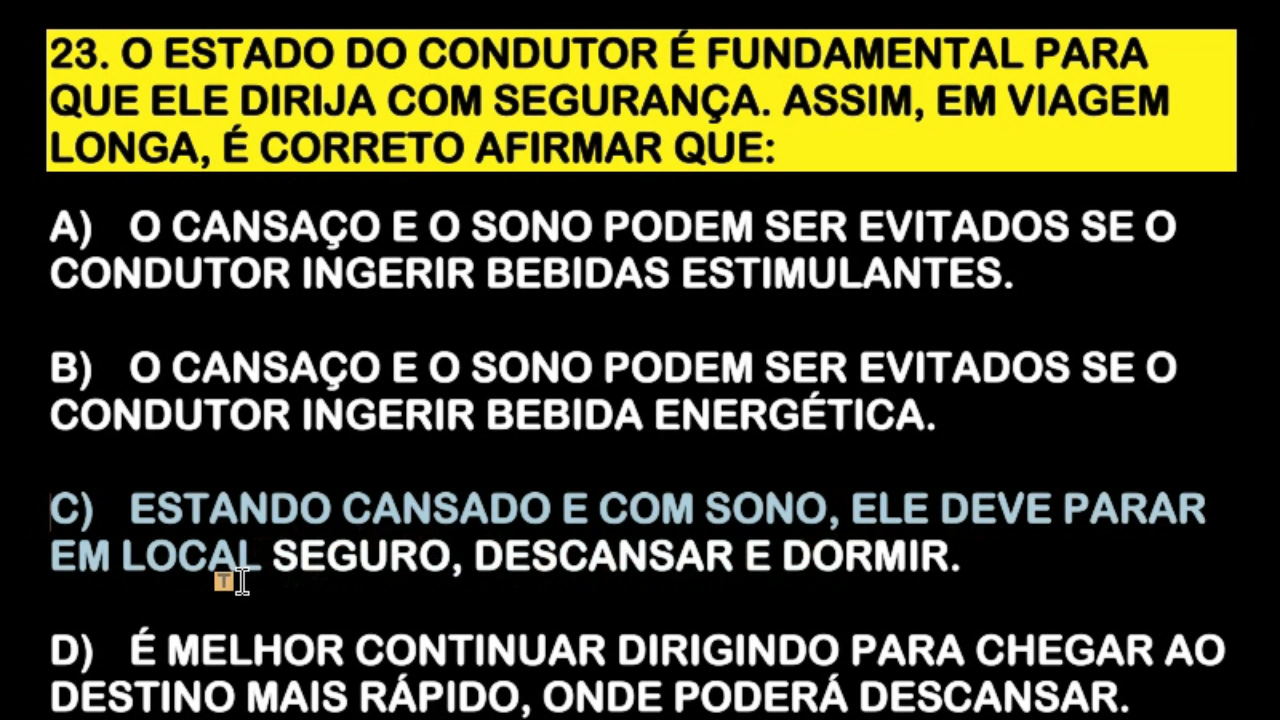 23. O ESTADO DO CONDUTOR É FUNDAMENTAL PARA
QUE ELE DIRIJA COM SEGURANÇA. ASSIM, EM VIAGEM
LONGA, É CORRETO AFIRMAR QUE:
A) O CANSAÇO E O SONO PODEM SER EVITADOS SE O
CONDUTOR INGERIR BEBIDAS ESTIMULANTES.
B) O CANSAÇO E O SONO PODEM SER EVITADOS SE O
CONDUTOR INGERIR BEBIDA ENERGÉTICA.
C) ESTANDO CANSADO E COM SONO, ELE DEVE PARAR
EM LOCAL SEGURO, DESCANSAR E DORMIR.
T
D) É MELHOR CONTINUAR DIRIGINDO PARA CHEGAR AO
DESTINO MAIS RÁPIDO, ONDE PODERÁ DESCANSAR.